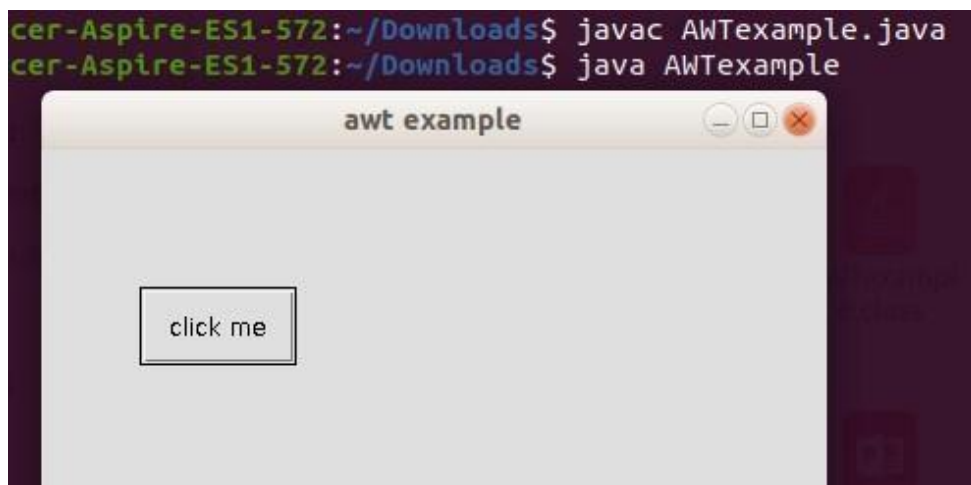 cer-Aspire-ES1-572:~/Downloads$ javac AWTexample.java
cer-Aspire-ES1-572:~/Downloads$ java AWTexample
awt example
click me